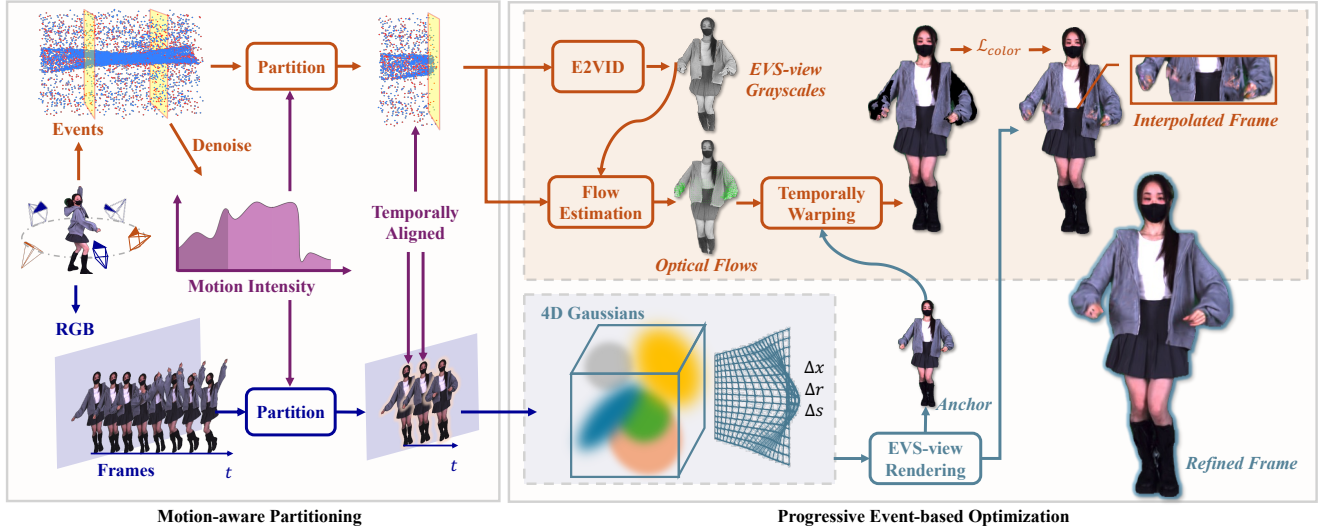 Events
Partition
Denoise
Motion Intensity
Temporally
Aligned
RGB
Frames
t
Partition
t
Motion-aware Partitioning
E2VID
EVS-view
Grayscales
Flow
Estimation
Optical Flows
Temporally
Warping
ℒcolor
Interpolated Frame
4D Gaussians
Δx
Δr
Δs
Anchor
EVS-view
Rendering
Refined Frame
Progressive Event-based Optimization